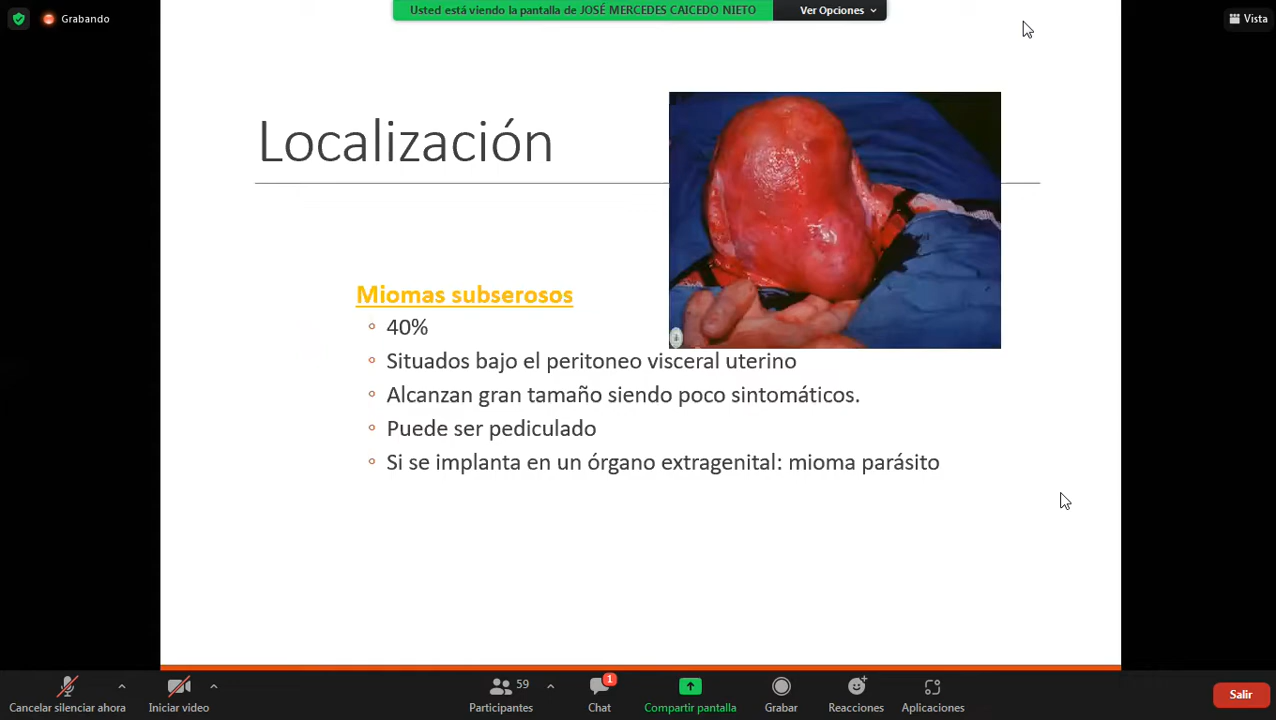 Grabando
Usted está viendo la pantalla de JOSÉ MERCEDES CAICEDO NIETO
Ver Opciones
Vista
Localización
Miomas subserosos
40%
Situados bajo el peritoneo visceral uterino
Alcanzan gran tamaño siendo poco sintomáticos.
Puede ser pediculado
Si se implanta en un órgano extragenital: mioma parásito
Cancelar silenciar ahora
Iniciar video
59
Participantes
1
Chat
Compartir pantalla
Grabar
Reacciones
Aplicaciones
Salir